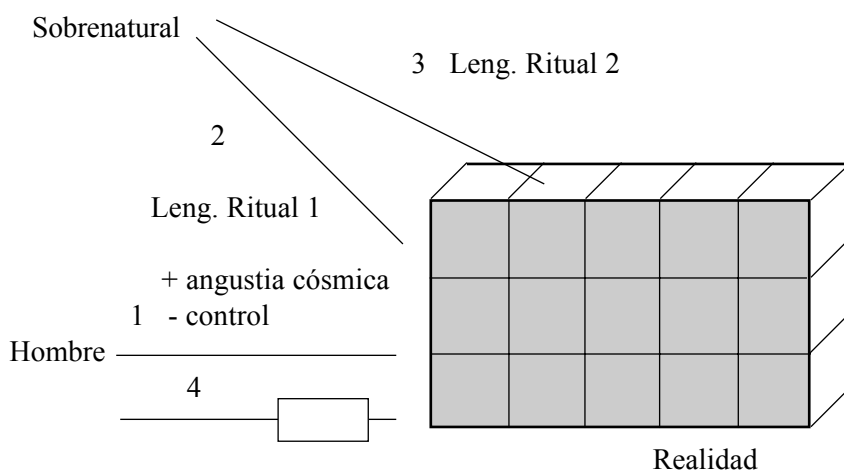 Sobrenatural
3 Leng. Ritual 2
2
Leng. Ritual 1
+ angustia cósmica
1 - control
Hombre
4
Realidad